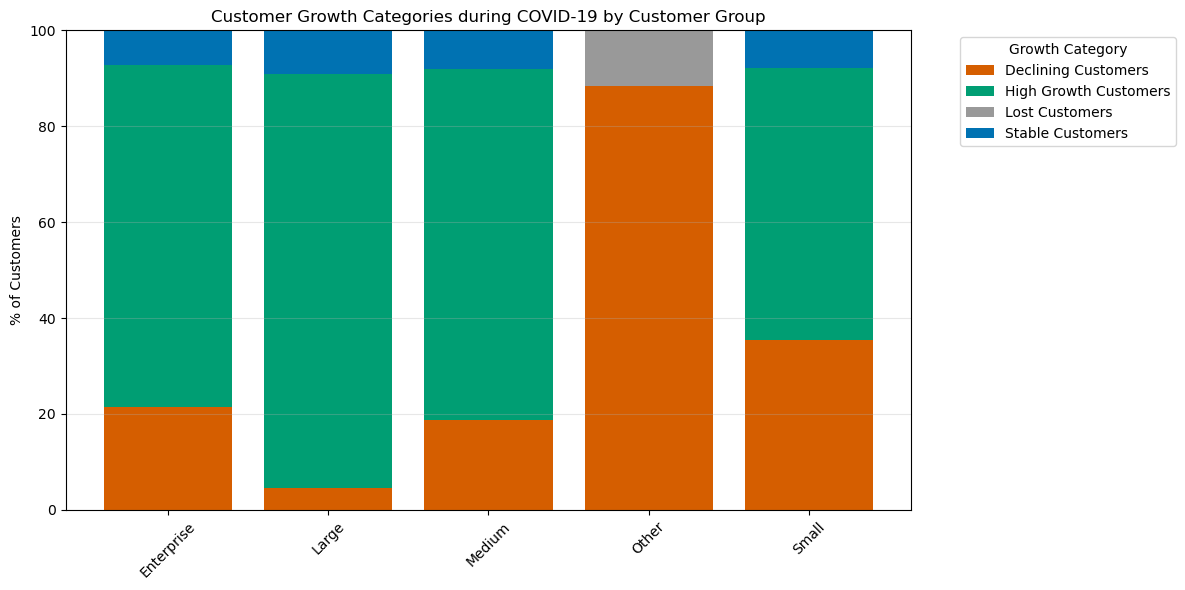 Customer Growth Categories during COVID-19 by Customer Group
% of Customers
100
80
60
40
20
0
Enterprise
Large
Medium
Other
Small
Growth Category
Declining Customers
High Growth Customers
Lost Customers
Stable Customers